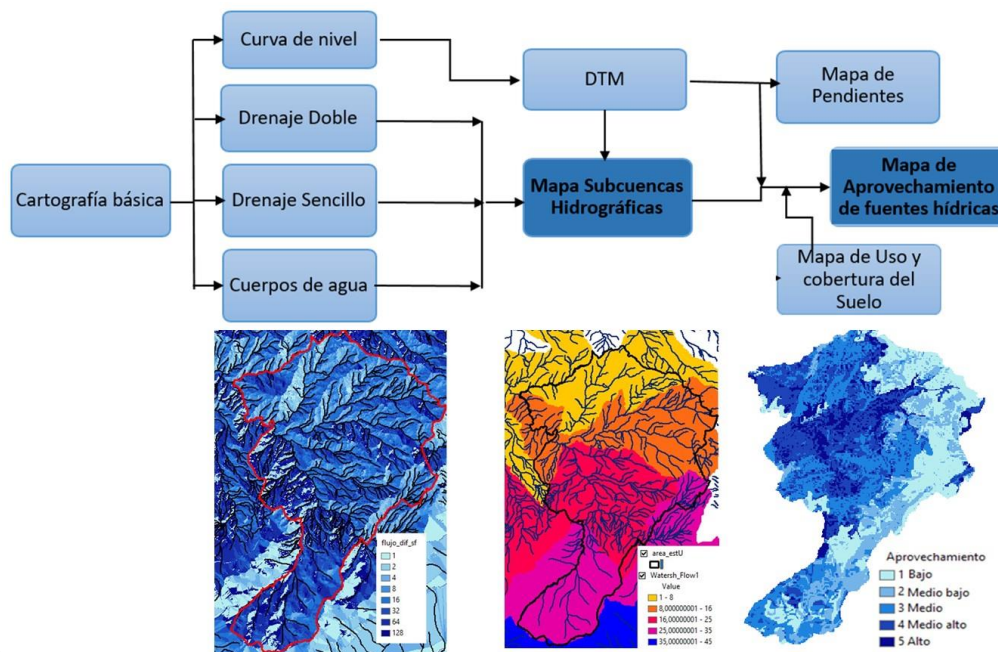 Curva de nivel
Drenaje Doble
Cartografía básica
Drenaje Sencillo
Cuerpos de agua
DTM
Mapa Subcuencas
Hidrográficas
Mapa de
Pendientes
Mapa de
Aprovechamiento
de fuentes hídricas
Mapa de Uso y
cobertura del
Suelo
flujo_dif_sf
1
2
4
8
16
32
64
128
area_estU
Watersh_Flow1
Value
1 - 8
8,000000001 - 16
16,00000001 - 25
25,00000001 - 35
35,00000001 - 45
Aprovechamiento
1 Bajo
2 Medio bajo
3 Medio
4 Medio alto
5 Alto